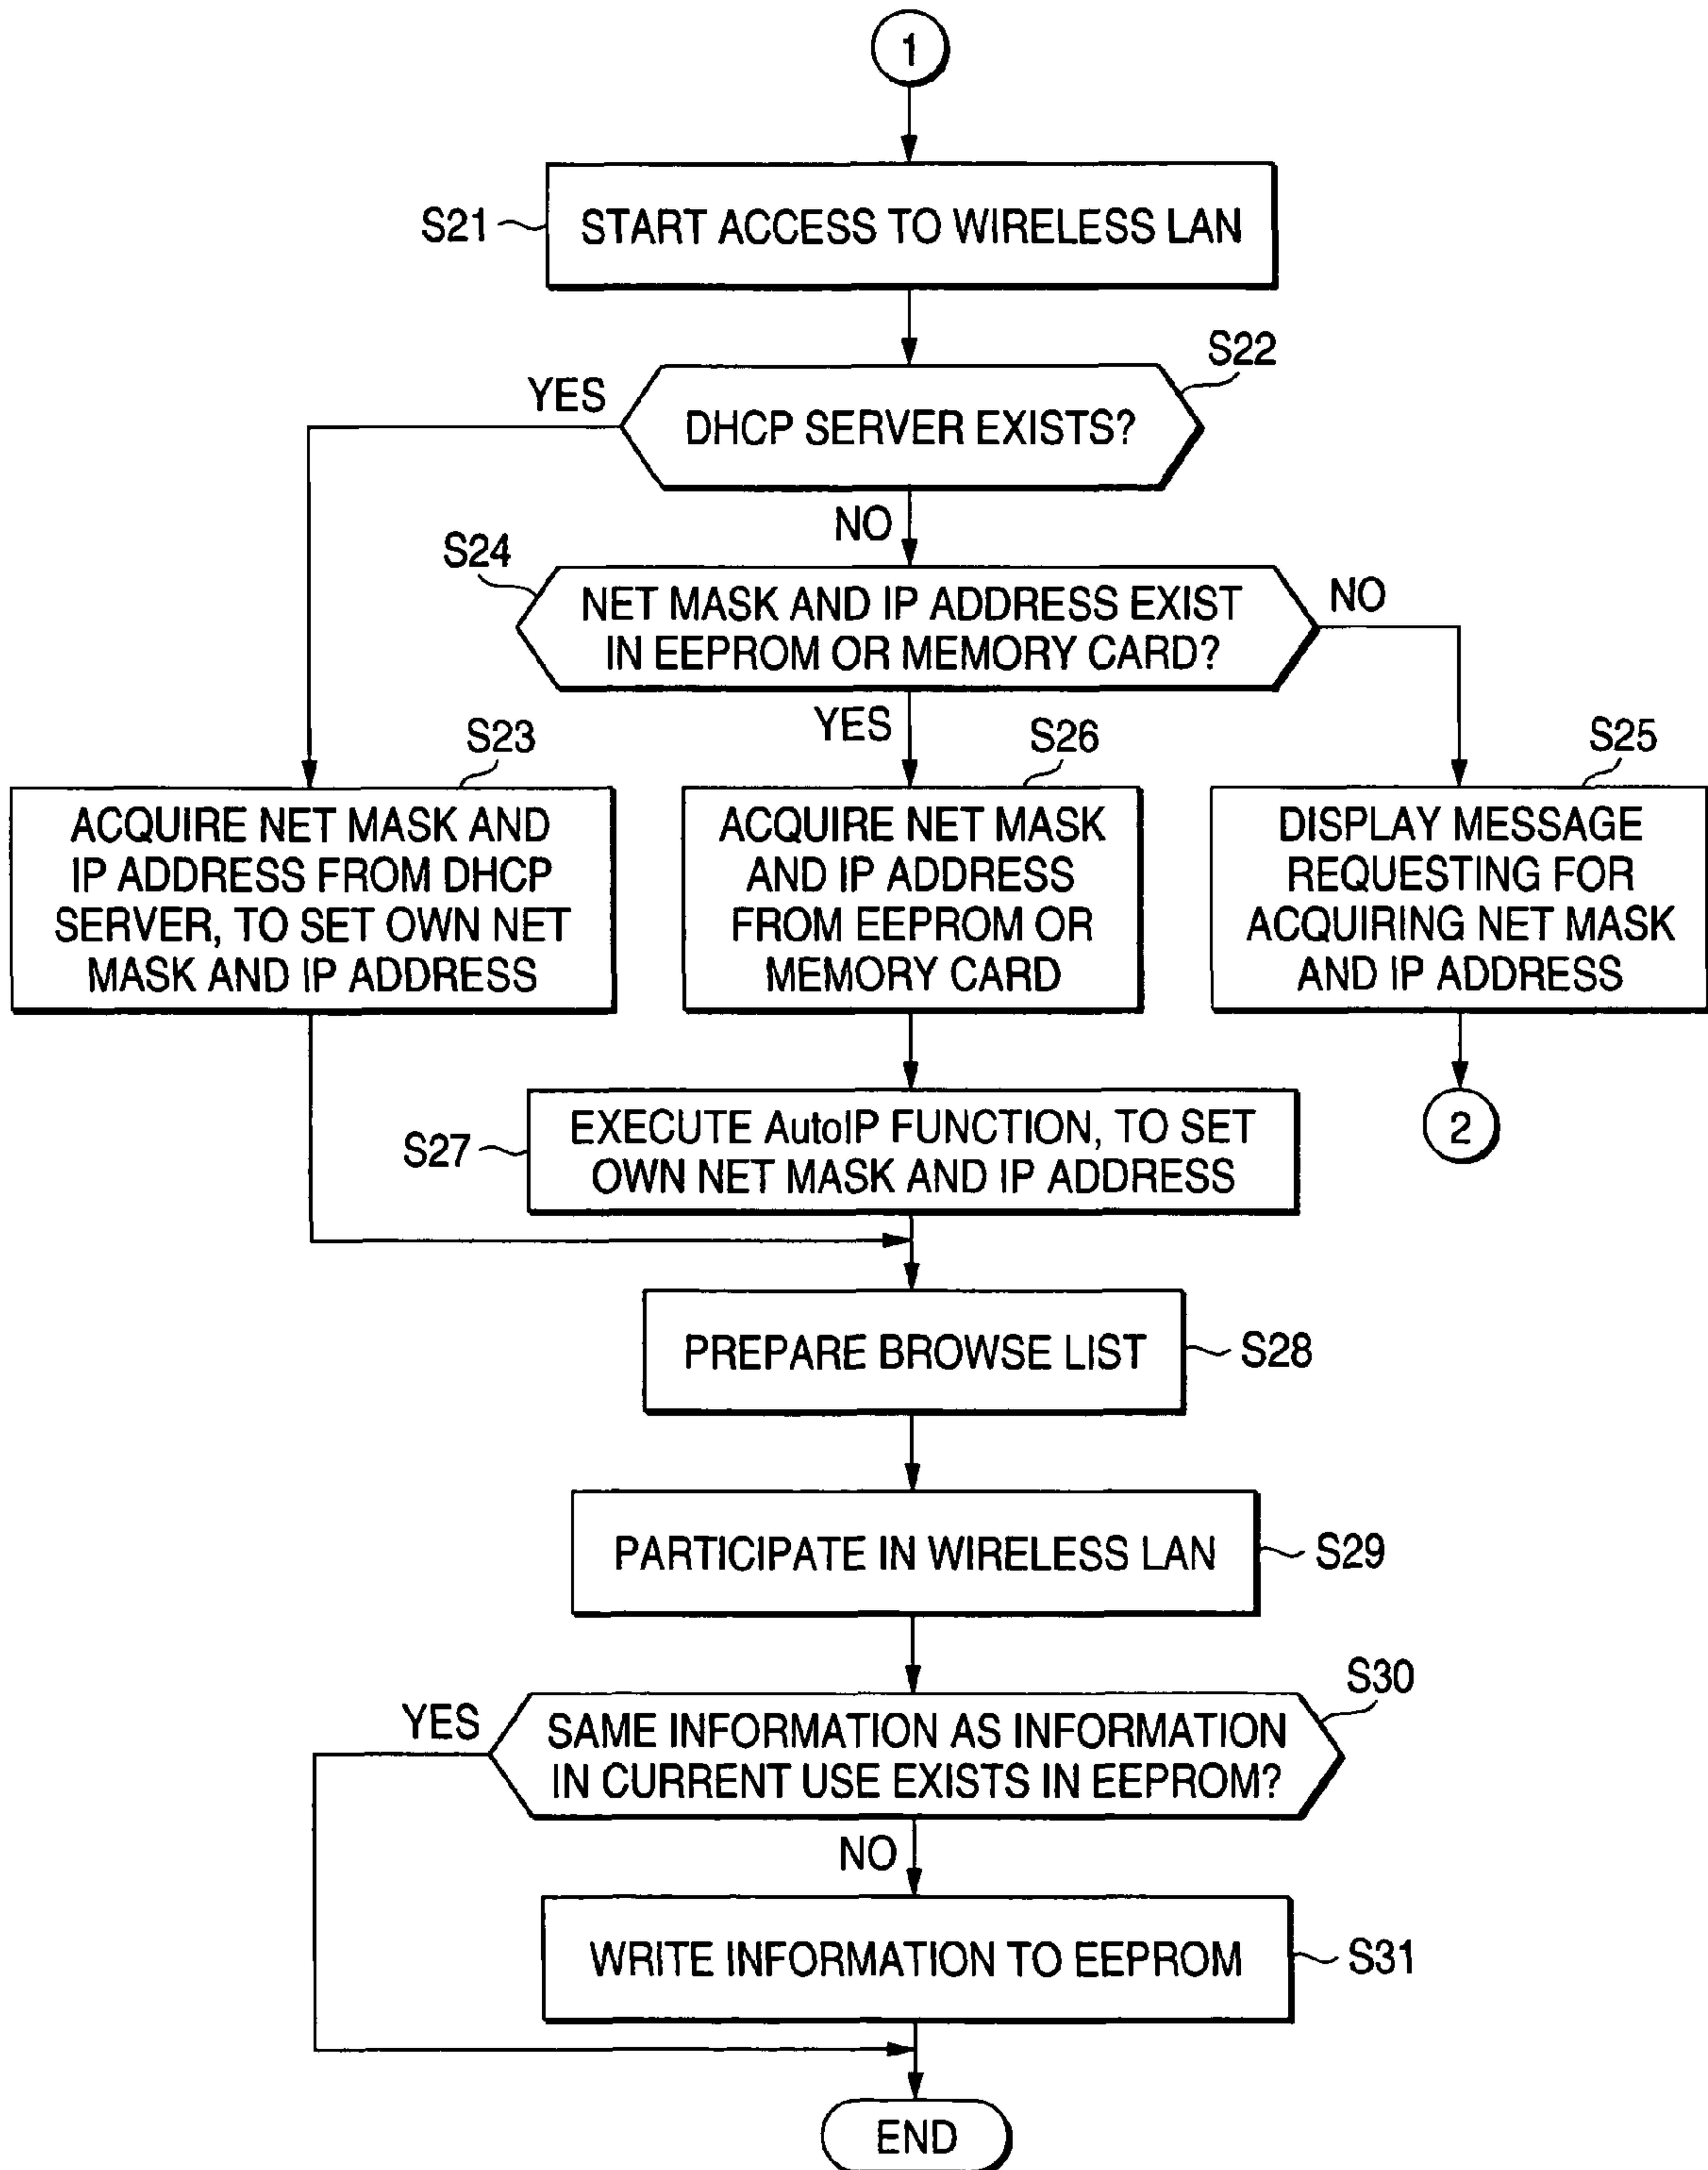 1
S21
START ACCESS TO WIRELESS LAN
S22
YES
DHCP SERVER EXISTS?
NO
S24
NET MASK AND IP ADDRESS EXIST
IN EEPROM OR MEMORY CARD?
NO
YES
S23
ACQUIRE NET MASK AND
IP ADDRESS FROM DHCP
SERVER, TO SET OWN NET
MASK AND IP ADDRESS
S26
ACQUIRE NET MASK
AND IP ADDRESS
FROM EEPROM OR
MEMORY CARD
S25
DISPLAY MESSAGE
REQUESTING FOR
ACQUIRING NET MASK
AND IP ADDRESS
S27
EXECUTE AutoIP FUNCTION, TO SET
OWN NET MASK AND IP ADDRESS
2
PREPARE BROWSE LIST
S28
PARTICIPATE IN WIRELESS LAN
S29
S30
YES
SAME INFORMATION AS INFORMATION
IN CURRENT USE EXISTS IN EEPROM?
NO
WRITE INFORMATION TO EEPROM
S31
END